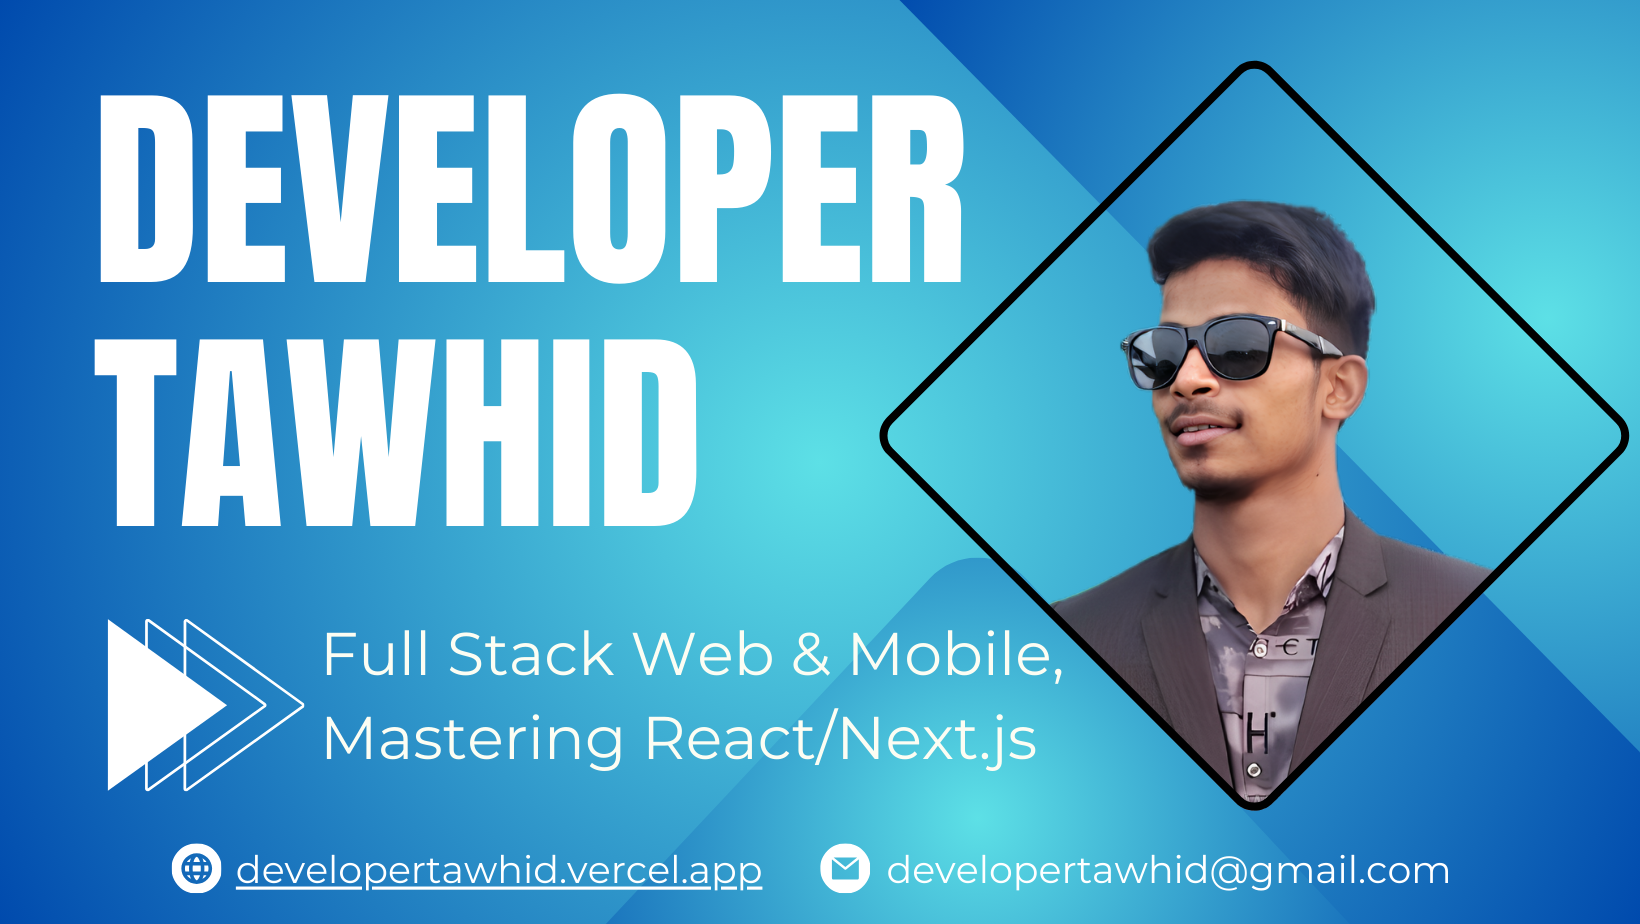 DEVELOPER
TAWHID
Full Stack Web & Mobile,
Mastering React/Next.js
developertawhid.vercel.app
developertawhid@gmail.com
H